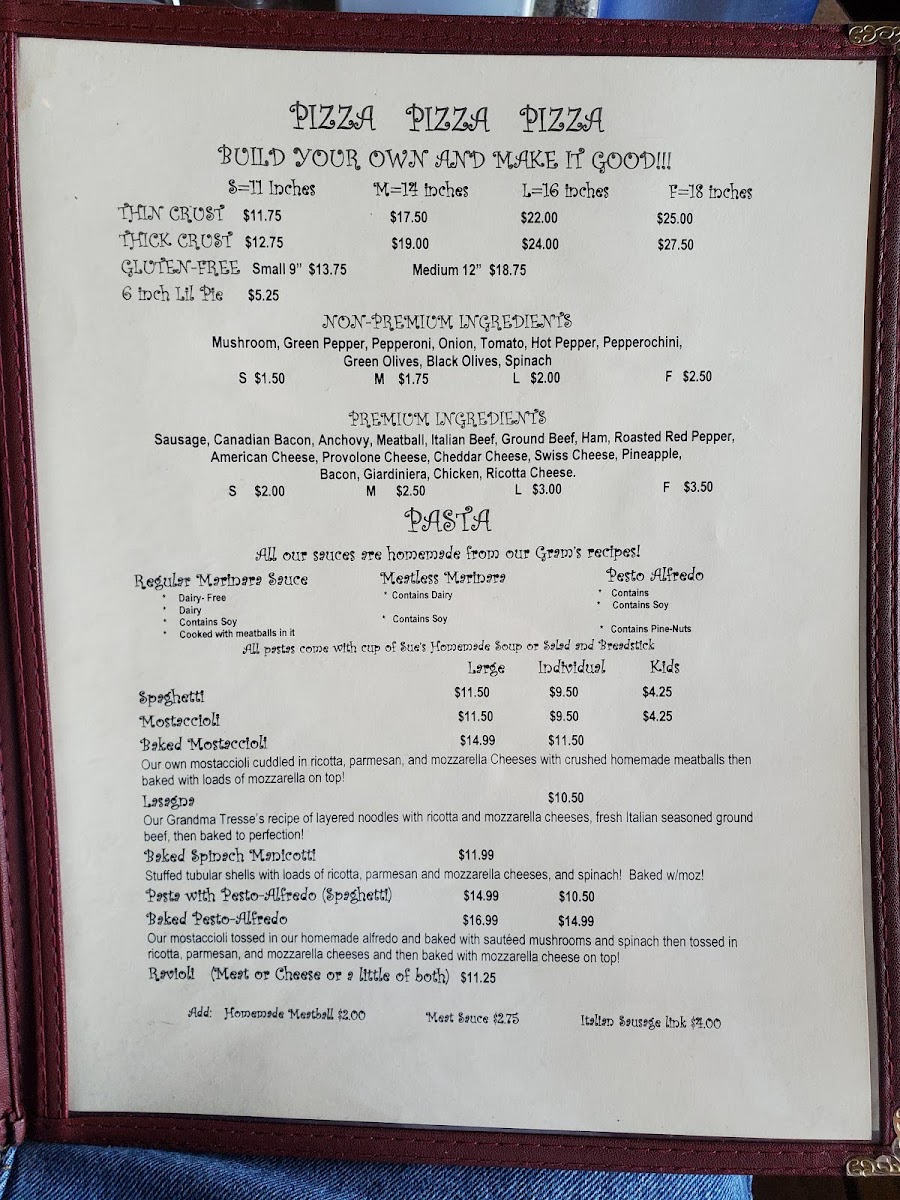 PIZZA PIZZA PIZZA
BUILD YOUR OWN AND MAKE IT GOOD!!!
S=11 Inches M=14 inches L=16 inches F=18 inches
THIN CRUST $11.75 $17.50 $22.00 $25.00
THICK CRUST $12.75 $19.00 $24.00 $27.50
GLUTEN-FREE Small 9" $13.75 Medium 12" $18.75
6 inch Lil Pie $5.25
NON-PREMIUM INGREDIENTS
Mushroom, Green Pepper, Pepperoni, Onion, Tomato, Hot Pepper, Pepperochini,
Green Olives, Black Olives, Spinach
S $1.50 M $1.75 L $2.00 F $2.50
PREMIUM INGREDIENTS
Sausage, Canadian Bacon, Anchovy, Meatball, Italian Beef, Ground Beef, Ham, Roasted Red Pepper,
American Cheese, Provolone Cheese, Cheddar Cheese, Swiss Cheese, Pineapple,
Bacon, Giardiniera, Chicken, Ricotta Cheese.
S $2.00 M $2.50 L $3.00 F $3.50
PASTA
All our sauces are homemade from our Gram's recipes!
Regular Marinara Sauce Meatless Marinara Pesto Alfredo
* Dairy- Free * Contains Dairy * Contains
* Dairy * Contains Soy
* Contains Soy * Contains Soy
* Cooked with meatballs in it * Contains Pine-Nuts
All pastas come with cup of Sue's Homemade Soup or Salad and Breadstick
Large Individual Kids
Spaghetti $11.50 $9.50 $4.25
Mostaccioli $11.50 $9.50 $4.25
Baked Mostaccioli $14.99 $11.50
Our own mostaccioli cuddled in ricotta, parmesan, and mozzarella Cheeses with crushed homemade meatballs then
baked with loads of mozzarella on top!
Lasagna $10.50
Our Grandma Tresse's recipe of layered noodles with ricotta and mozzarella cheeses, fresh Italian seasoned ground
beef, then baked to perfection!
Baked Spinach Manicotti $11.99
Stuffed tubular shells with loads of ricotta, parmesan and mozzarella cheeses, and spinach! Baked w/moz!
Pasta with Pesto-Alfredo (Spaghetti) $14.99 $10.50
Baked Pesto-Alfredo $16.99 $14.99
Our mostaccioli tossed in our homemade alfredo and baked with sautéed mushrooms and spinach then tossed in
ricotta, parmesan, and mozzarella cheeses and then baked with mozzarella cheese on top!
Ravioli (Meat or Cheese or a little of both) $11.25
Add: Homemade Meatball $2.00 Meat Sauce $2.75 Italian Sausage link $4.00